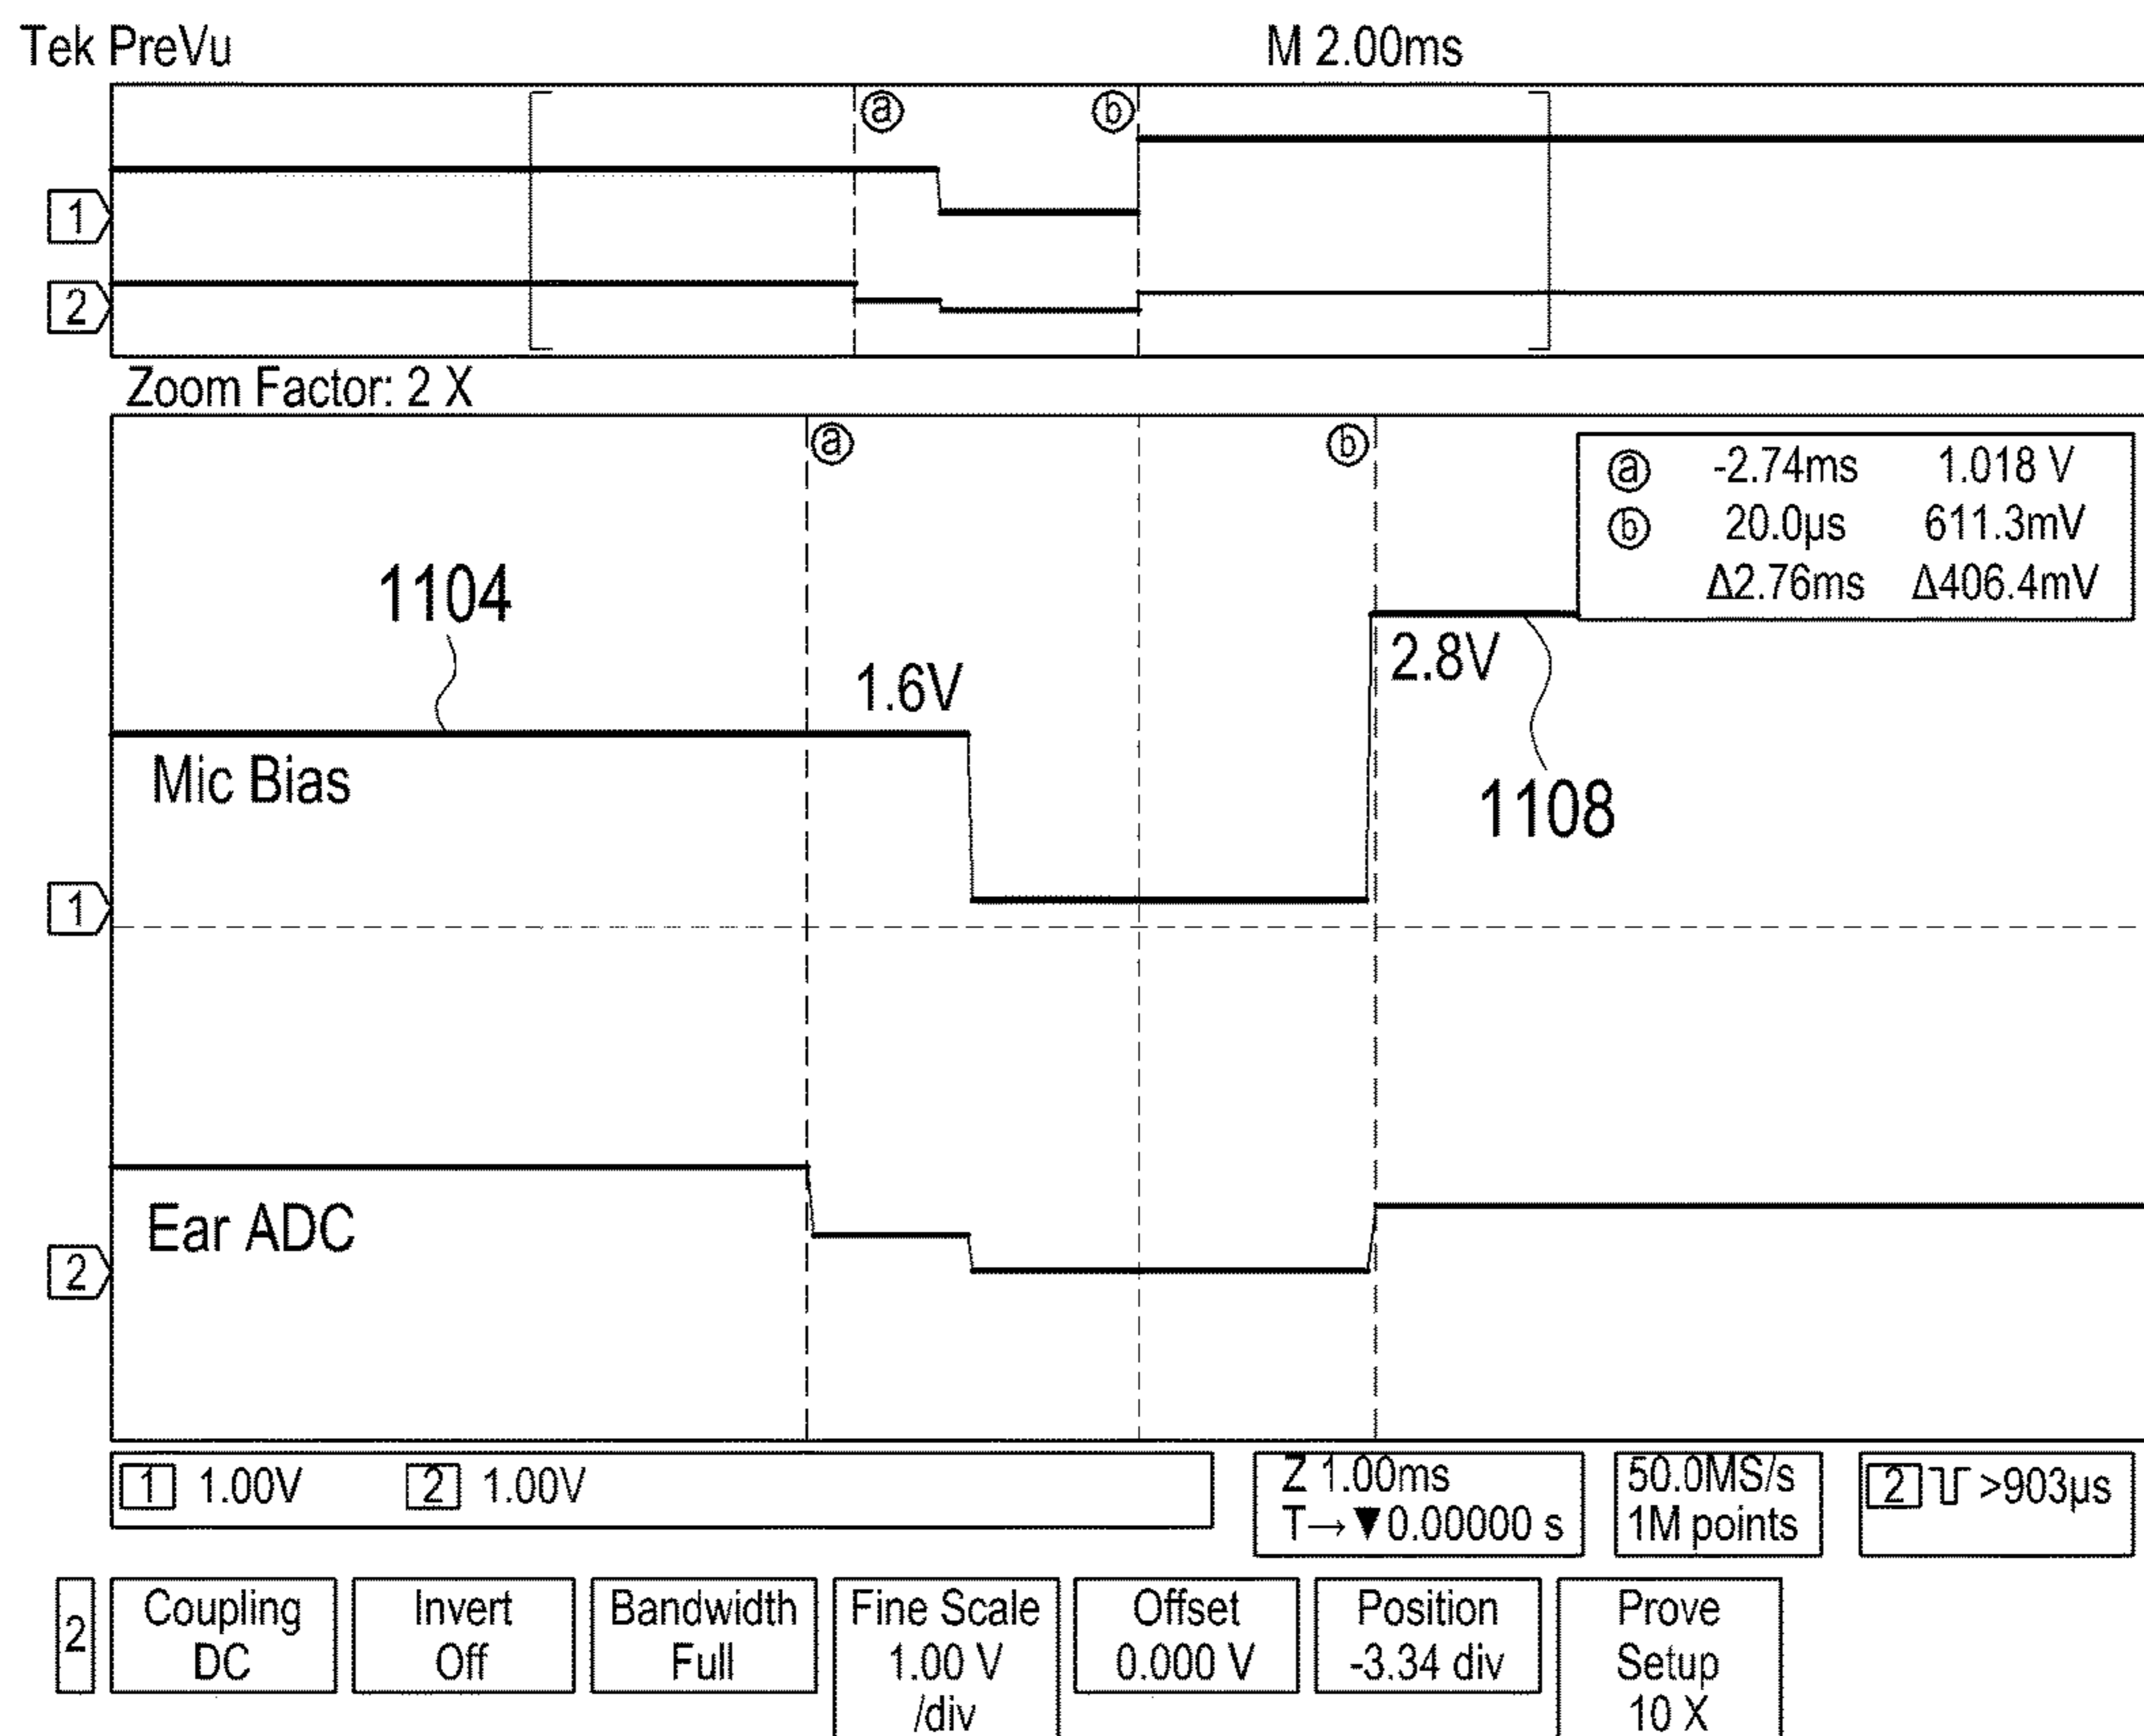 Tek PreVu M 2.00ms
ⓐ ⓑ
1
2
Zoom Factor: 2 X
ⓐ ⓑ
ⓐ -2.74ms 1.018 V
ⓑ 20.0µs 611.3mV
Δ2.76ms Δ406.4mV
1104
1.6V
2.8V
Mic Bias
1108
1
Ear ADC
2
1 1.00V 2 1.00V
Z 1.00ms
T→▼0.00000 s
50.0MS/s
1M points
2 >903µs
2
Coupling
DC
Invert
Off
Bandwidth
Full
Fine Scale
1.00 V
/div
Offset
0.000 V
Position
-3.34 div
Prove
Setup
10 X